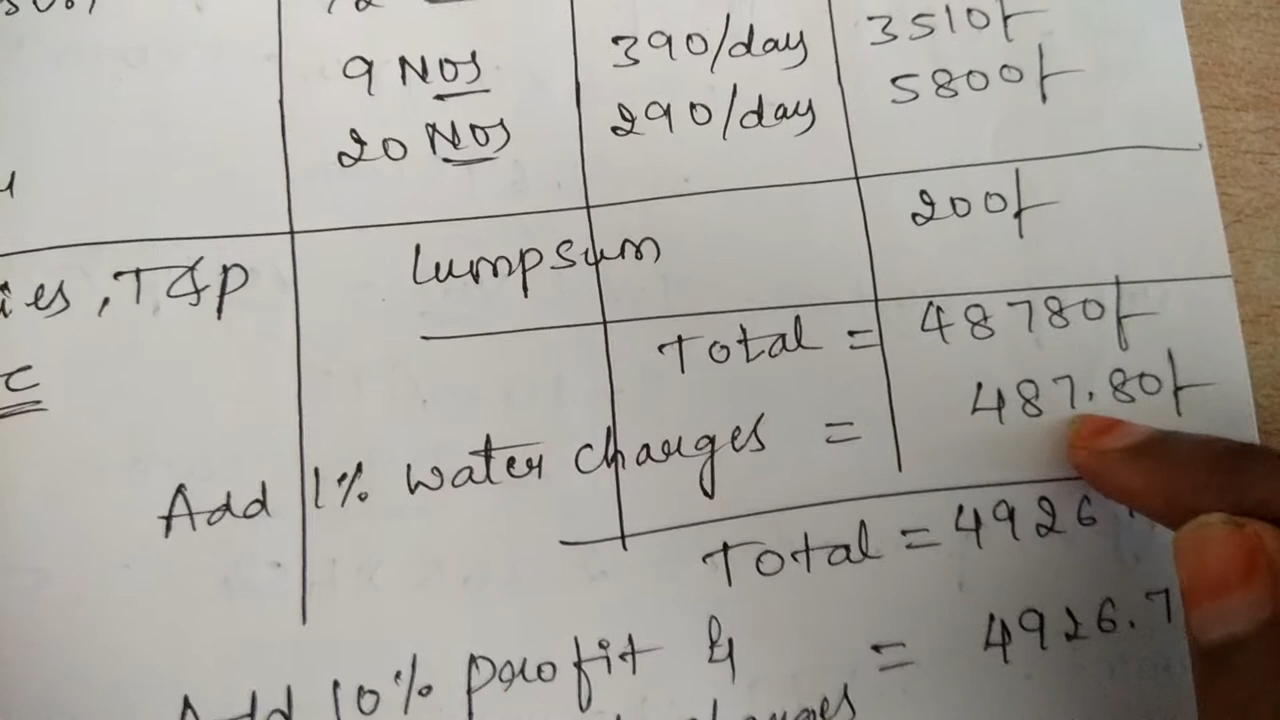 9 Nos 390/day 3510/-
20 Nos 290/day 5800/-
ies, T&P Lumpsum 200/-
Total = 48780/-
Add 1% water charges = 487.80/-
Total = 4926
Add 10% profit & = 4926.7
charges